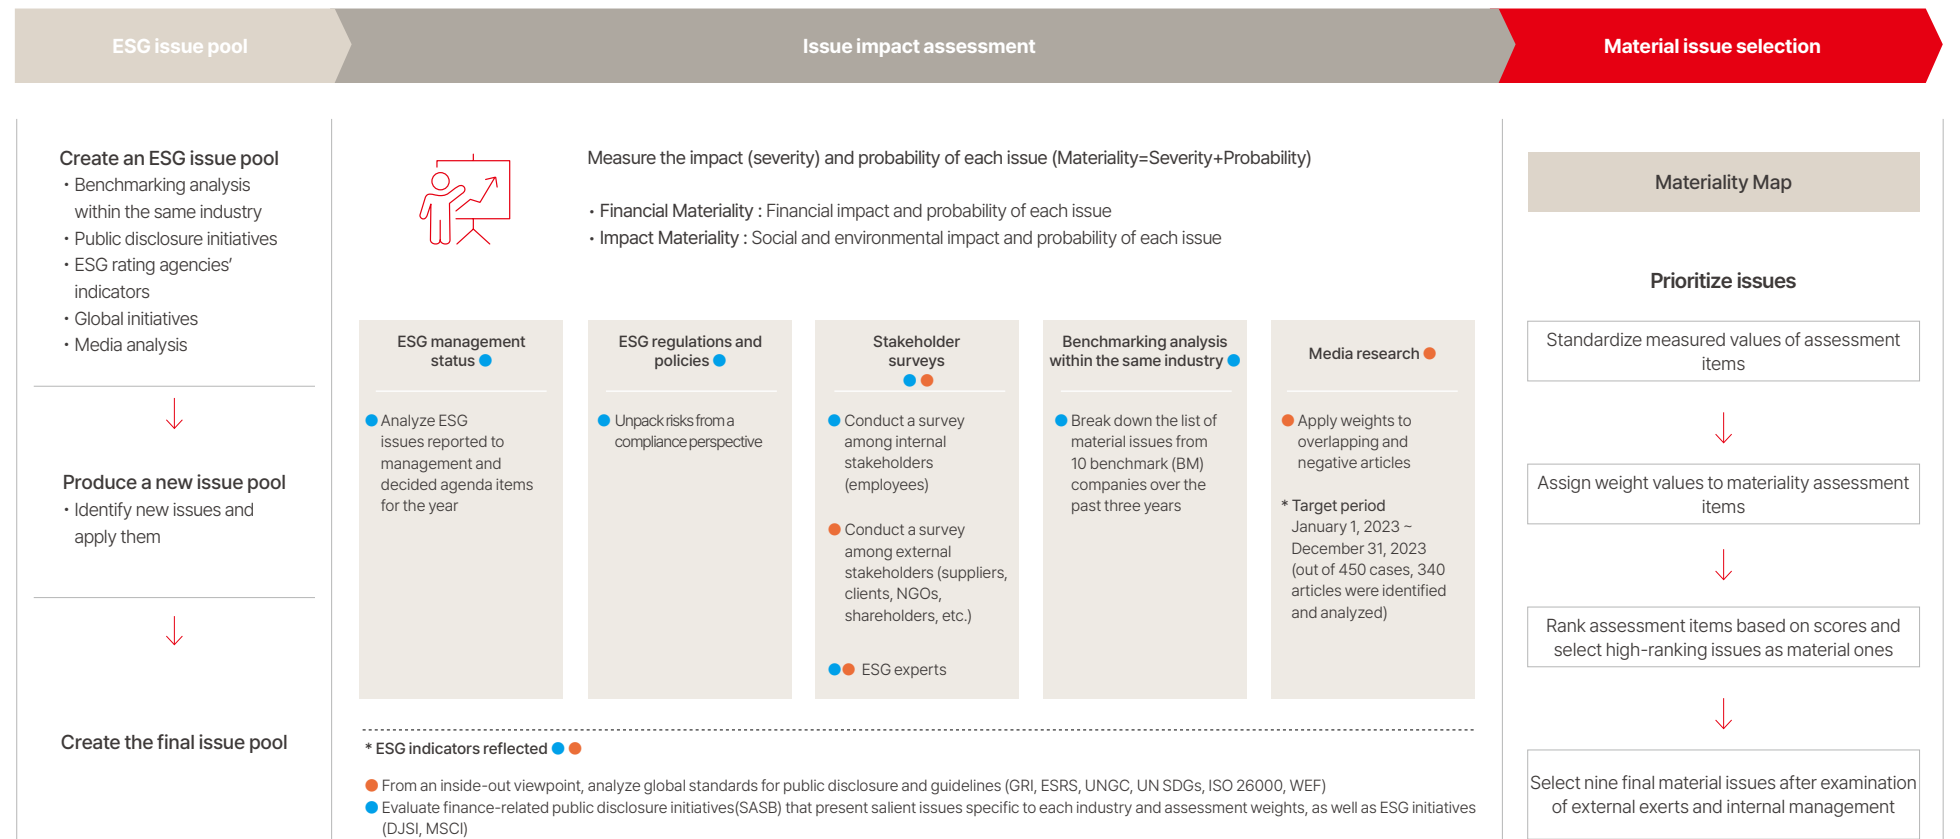 ESG issue pool
Issue impact assessment
Material issue selection
Create an ESG issue pool
• Benchmarking analysis
within the same industry
• Public disclosure initiatives
• ESG rating agencies’
indicators
• Global initiatives
• Media analysis
Produce a new issue pool
• Identify new issues and
apply them
Create the final issue pool
Measure the impact (severity) and probability of each issue (Materiality=Severity+Probability)
• Financial Materiality : Financial impact and probability of each issue
• Impact Materiality : Social and environmental impact and probability of each issue
ESG management
status
Analyze ESG
issues reported to
management and
decided agenda items
for the year
ESG regulations and
policies
Unpack risks from a
compliance perspective
Stakeholder
surveys
Conduct a survey
among internal
stakeholders
(employees)
Conduct a survey
among external
stakeholders (suppliers,
clients, NGOs,
shareholders, etc.)
ESG experts
Benchmarking analysis
within the same industry
Break down the list of
material issues from
10 benchmark (BM)
companies over the
past three years
Media research
Apply weights to
overlapping and
negative articles
* Target period
January 1, 2023 ~
December 31, 2023
(out of 450 cases, 340
articles were identified
and analyzed)
* ESG indicators reflected
From an inside-out viewpoint, analyze global standards for public disclosure and guidelines (GRI, ESRS, UNGC, UN SDGs, ISO 26000, WEF)
Evaluate finance-related public disclosure initiatives(SASB) that present salient issues specific to each industry and assessment weights, as well as ESG initiatives
(DJSI, MSCI)
Materiality Map
Prioritize issues
Standardize measured values of assessment
items
Assign weight values to materiality assessment
items
Rank assessment items based on scores and
select high-ranking issues as material ones
Select nine final material issues after examination
of external exerts and internal management